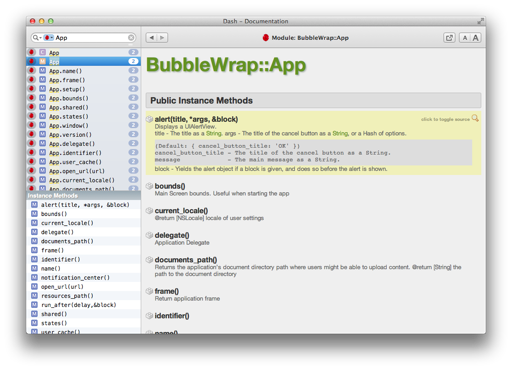 Dash – Documentation
App
Module: BubbleWrap::App
A A
C App 2
M App 2
M App.name() 2
M App.frame() 2
M App.setup() 2
M App.bounds() 2
M App.shared() 2
M App.states() 2
M App.window() 2
M App.version() 2
M App.delegate() 2
M App.identifier() 2
M App.user_cache() 2
M App.open_url(url) 2
M App.current_locale() 2
M App.documents_path() 2
Instance Methods
M alert(title, *args, &block)
M bounds()
M current_locale()
M delegate()
M documents_path()
M frame()
M identifier()
M name()
M notification_center()
M open_url(url)
M resources_path()
M run_after(delay,&block)
M shared()
M states()
M user_cache()
BubbleWrap::App
Public Instance Methods
alert(title, *args, &block)
click to toggle source
Displays a UIAlertView.
title - The title as a String. args - The title of the cancel button as a String, or a Hash of options.
(Default: { cancel_button_title: 'OK' })
cancel_button_title - The title of the cancel button as a String.
message - The main message as a String.
block - Yields the alert object if a block is given, and does so before the alert is shown.
bounds()
Main Screen bounds. Useful when starting the app
current_locale()
@return [NSLocale] locale of user settings
delegate()
Application Delegate
documents_path()
Returns the application's document directory path where users might be able to upload content. @return [String] the
path to the document directory
frame()
Return application frame
identifier()
name()